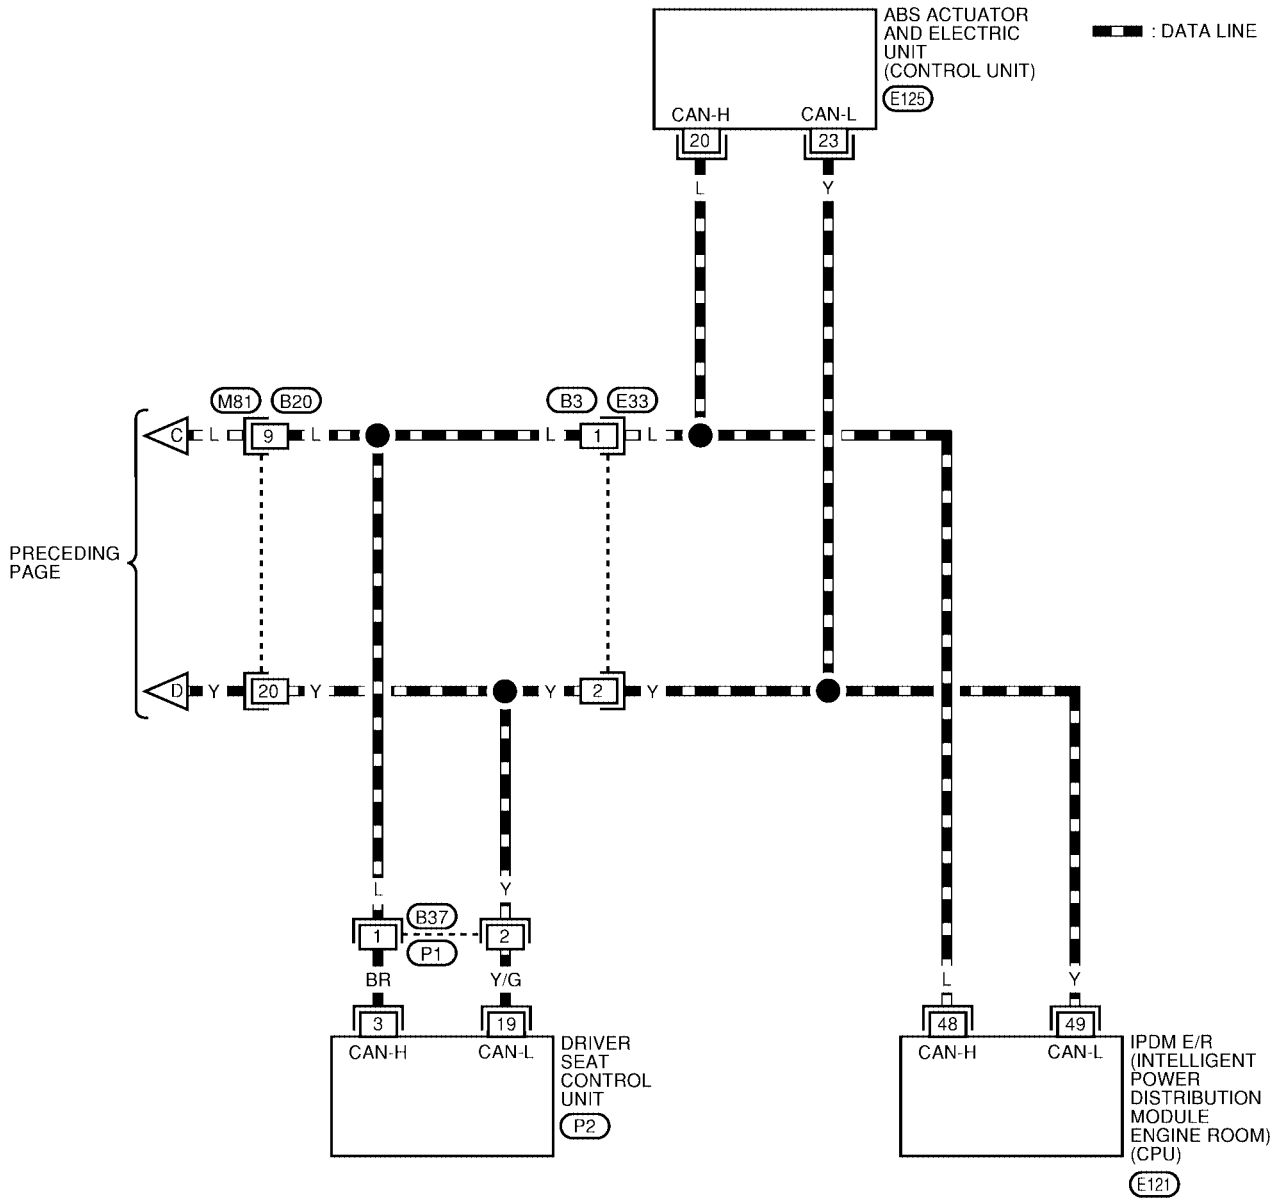 ABS ACTUATOR
AND ELECTRIC
UNIT
(CONTROL UNIT)
E125
: DATA LINE
CAN-H
CAN-L
20
23
L
Y
M81
B20
B3
E33
C
L
9
L
L
1
L
PRECEDING
PAGE
D
Y
20
Y
Y
2
Y
L
Y
1
B37
P1
2
BR
Y/G
L
Y
3
19
48
49
CAN-H
CAN-L
DRIVER
SEAT
CONTROL
UNIT
P2
CAN-H
CAN-L
IPDM E/R
(INTELLIGENT
POWER
DISTRIBUTION
MODULE
ENGINE ROOM)
(CPU)
E121